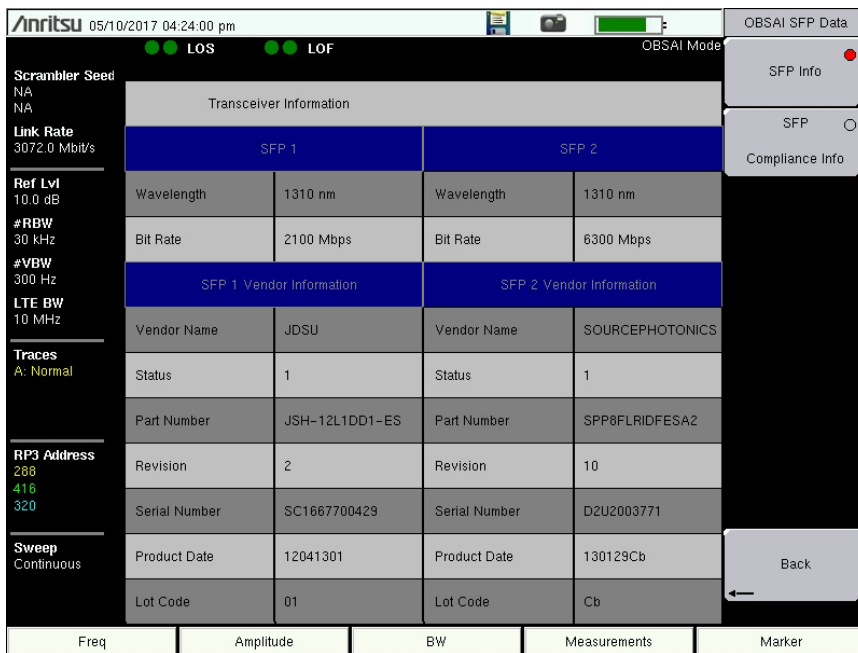 Anritsu 05/10/2017 04:24:00 pm
LOS LOF OBSAI Mode
Scrambler Seed
NA
NA
Link Rate
3072.0 Mbit/s
Ref Lvl
10.0 dB
#RBW
30 kHz
#VBW
300 Hz
LTE BW
10 MHz
Traces
A: Normal
RP3 Address
288
416
320
Sweep
Continuous
Transceiver Information
SFP 1 SFP 2
Wavelength 1310 nm Wavelength 1310 nm
Bit Rate 2100 Mbps Bit Rate 6300 Mbps
SFP 1 Vendor Information SFP 2 Vendor Information
Vendor Name JDSU Vendor Name SOURCEPHOTONICS
Status 1 Status 1
Part Number JSH-12L1DD1-ES Part Number SPP8FLRIDFESA2
Revision 2 Revision 10
Serial Number SC1667700429 Serial Number D2U2003771
Product Date 12041301 Product Date 130129Cb
Lot Code 01 Lot Code Cb
OBSAI SFP Data
SFP Info
SFP
Compliance Info
Back
Freq Amplitude BW Measurements Marker